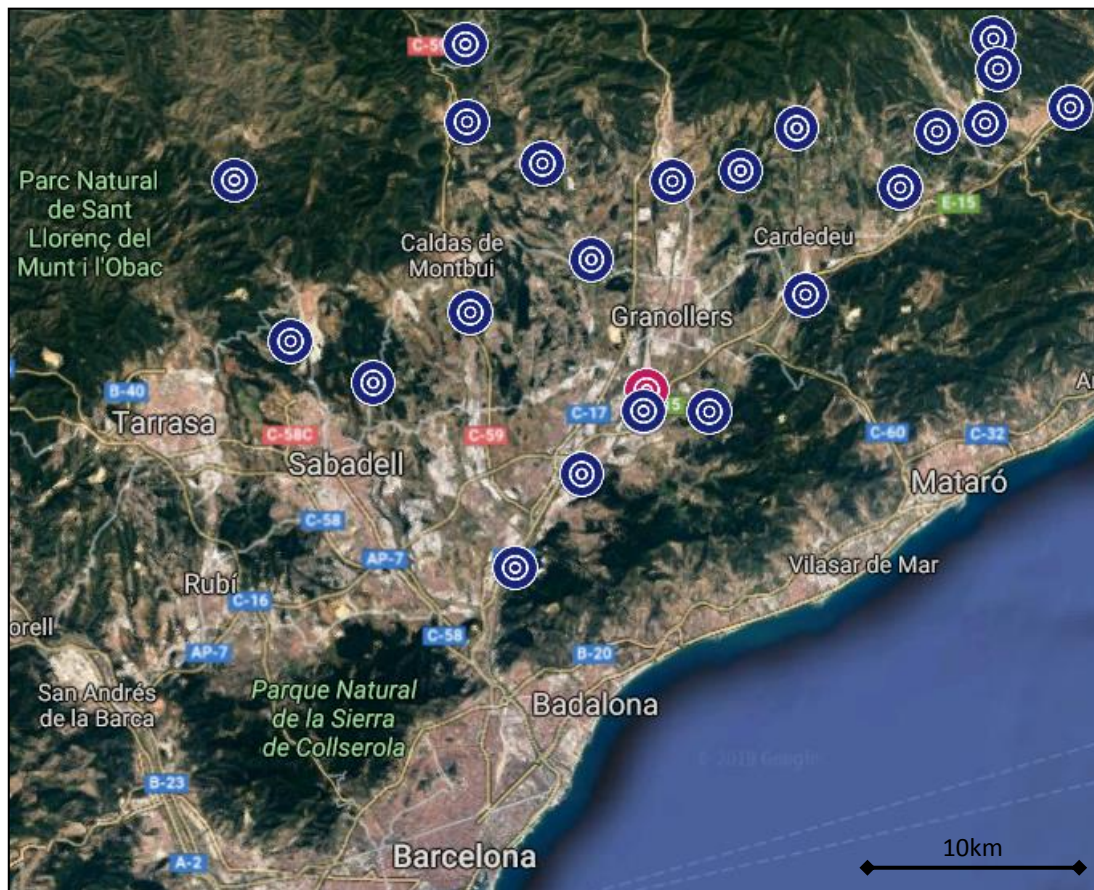 C-59
Parc Natural
de Sant
Llorenç del
Munt i l'Obac
E-15
Caldas de
Montbui
Cardedeu
Granollers
B-40
Tarrasa
C-17
C-58C
C-59
Sabadell
C-60
C-32
Mataró
C-58
AP-7
Vilasar de Mar
Rubí
C-16
orell
C-58
AP-7
B-20
San Andrés
de la Barca
Parque Natural
de la Sierra
de Collserola
Badalona
B-23
Barcelona
A-2
10km